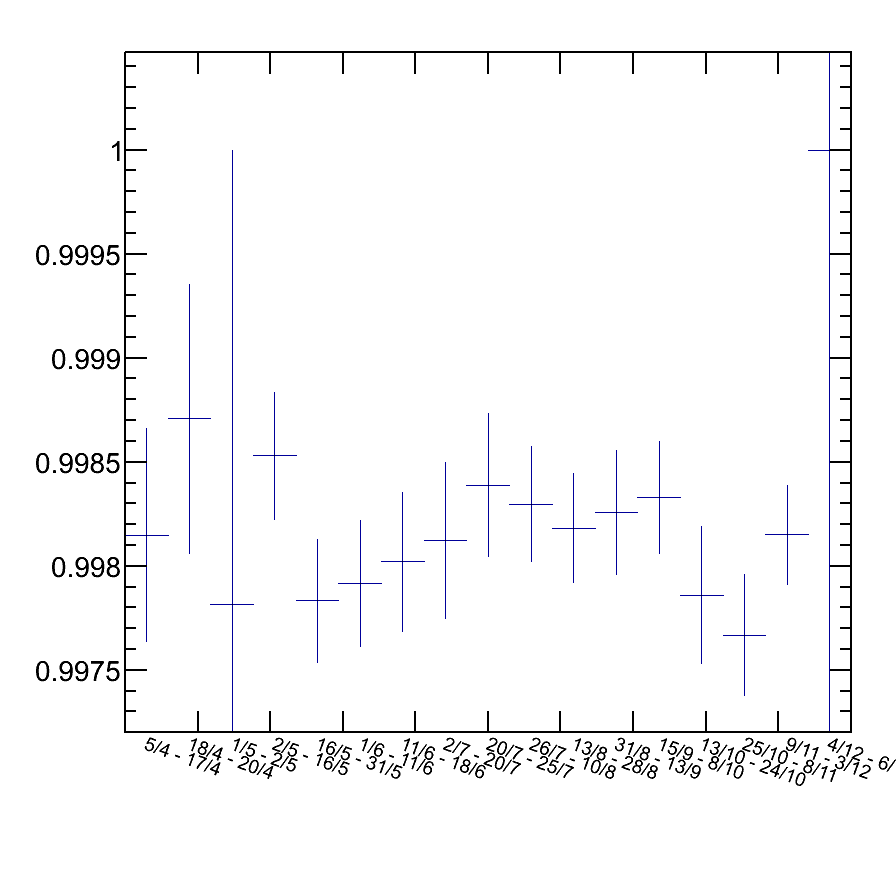 1
0.9995
0.999
0.9985
0.998
0.9975
5/4 - 17/4
18/4 - 20/4
1/5 - 2/5
2/5 - 16/5
16/5 - 31/5
1/6 - 11/6
11/6 - 18/6
2/7 - 20/7
20/7 - 25/7
26/7 - 10/8
13/8 - 28/8
31/8 - 13/9
15/9 - 8/10
13/10 - 24/10
25/10 - 8/11
9/11 - 3/12
4/12 - 6/